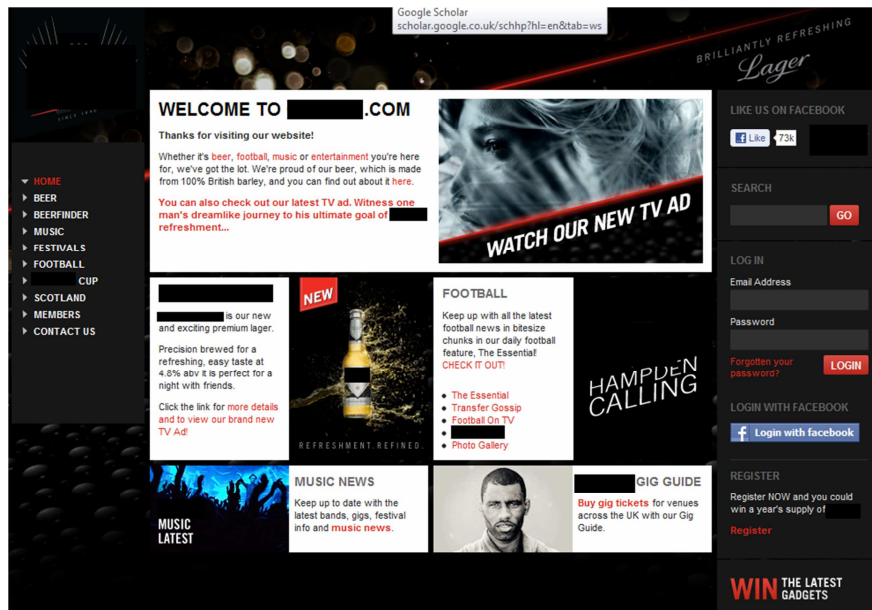 Google Scholar
scholar.google.co.uk/schhp?hl=en&tab=ws
BRILLIANTLY REFRESHING
Lager
HOME
BEER
BEERFINDER
MUSIC
FESTIVALS
FOOTBALL
CUP
SCOTLAND
MEMBERS
CONTACT US
WELCOME TO .COM
Thanks for visiting our website!
Whether it's beer, football, music or entertainment you're here
for, we've got the lot. We're proud of our beer, which is made
from 100% British barley, and you can find out about it here.
You can also check out our latest TV ad. Witness one
man's dreamlike journey to his ultimate goal of
refreshment...
WATCH OUR NEW TV AD
is our new
and exciting premium lager.
Precision brewed for a
refreshing, easy taste at
4.8% abv it is perfect for a
night with friends.
Click the link for more details
and to view our brand new
TV Ad!
NEW
REFRESHMENT. REFINED.
FOOTBALL
Keep up with all the latest
football news in bitesize
chunks in our daily football
feature, The Essential!
CHECK IT OUT!
The Essential
Transfer Gossip
Football On TV
Photo Gallery
HAMPDEN
CALLING
MUSIC
LATEST
MUSIC NEWS
Keep up to date with the
latest bands, gigs, festival
info and music news.
GIG GUIDE
Buy gig tickets for venues
across the UK with our Gig
Guide.
LIKE US ON FACEBOOK
Like 73k
SEARCH
GO
LOG IN
Email Address
Password
Forgotten your
password?
LOGIN
LOGIN WITH FACEBOOK
Login with facebook
REGISTER
Register NOW and you could
win a year's supply of
Register
WIN THE LATEST
GADGETS